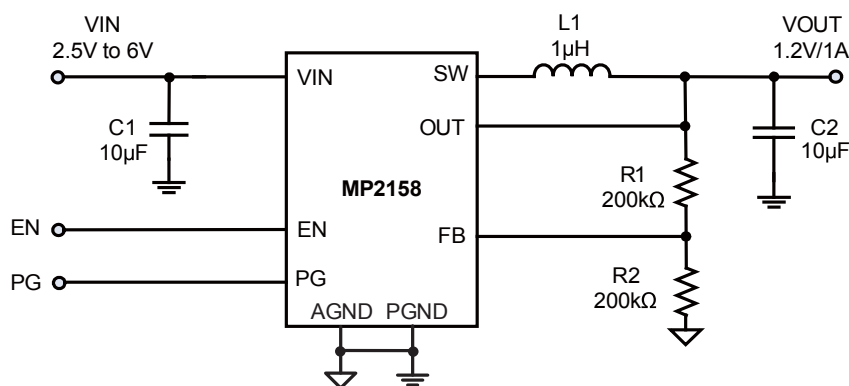 VIN
2.5V to 6V
L1
1μH
VOUT
1.2V/1A
VIN
SW
C1
10μF
OUT
C2
10μF
MP2158
R1
200kΩ
EN
EN
FB
PG
PG
R2
200kΩ
AGND PGND